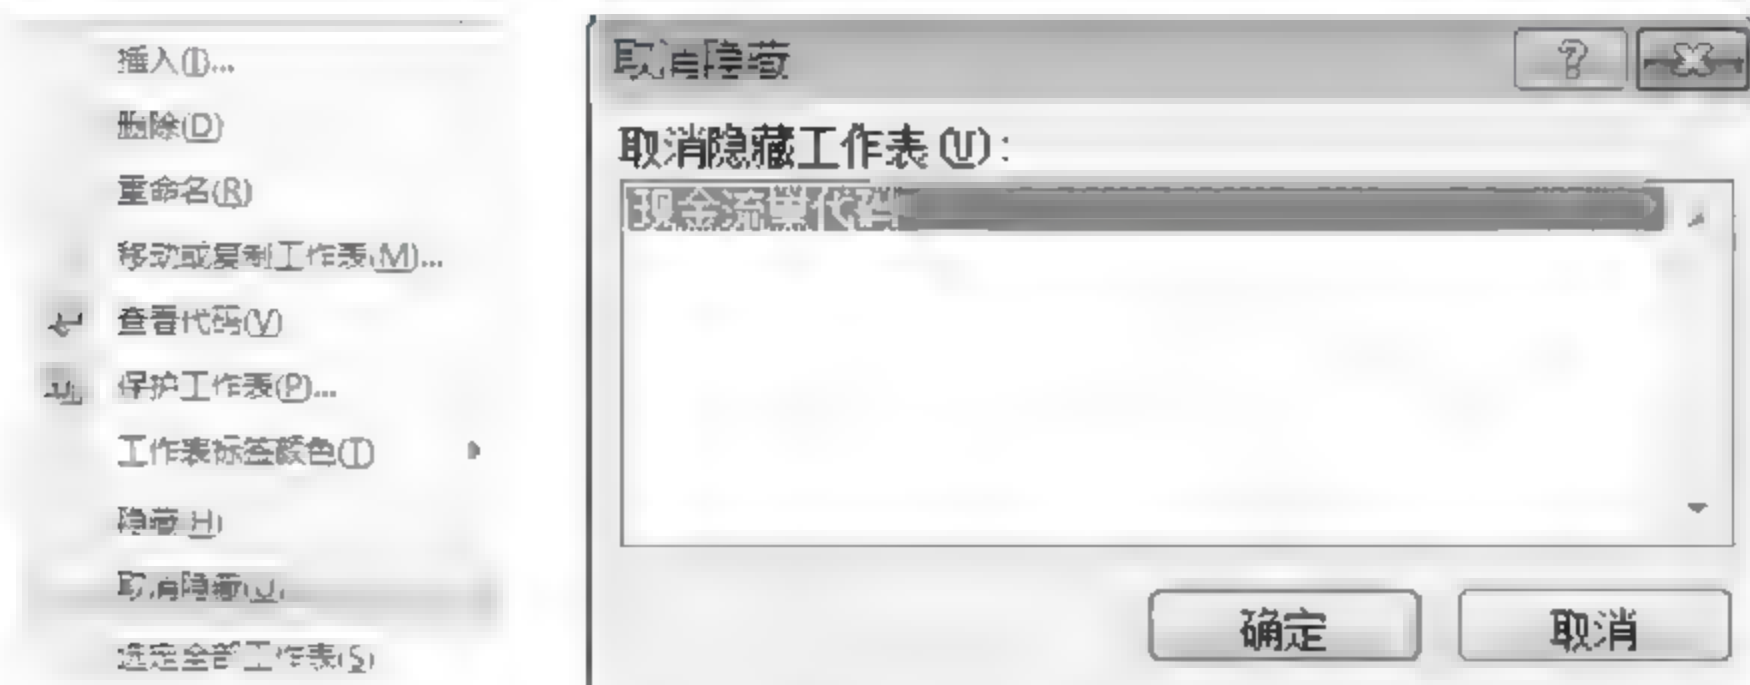 插入(I)...
删除(D)
重命名(R)
移动或复制工作表(M)...
查看代码(V)
保护工作表(P)...
工作表标签颜色(T)
隐藏(H)
取消隐藏(U)
选定全部工作表(S)
取消隐藏
取消隐藏工作表(U):
现金流量代码
确定
取消